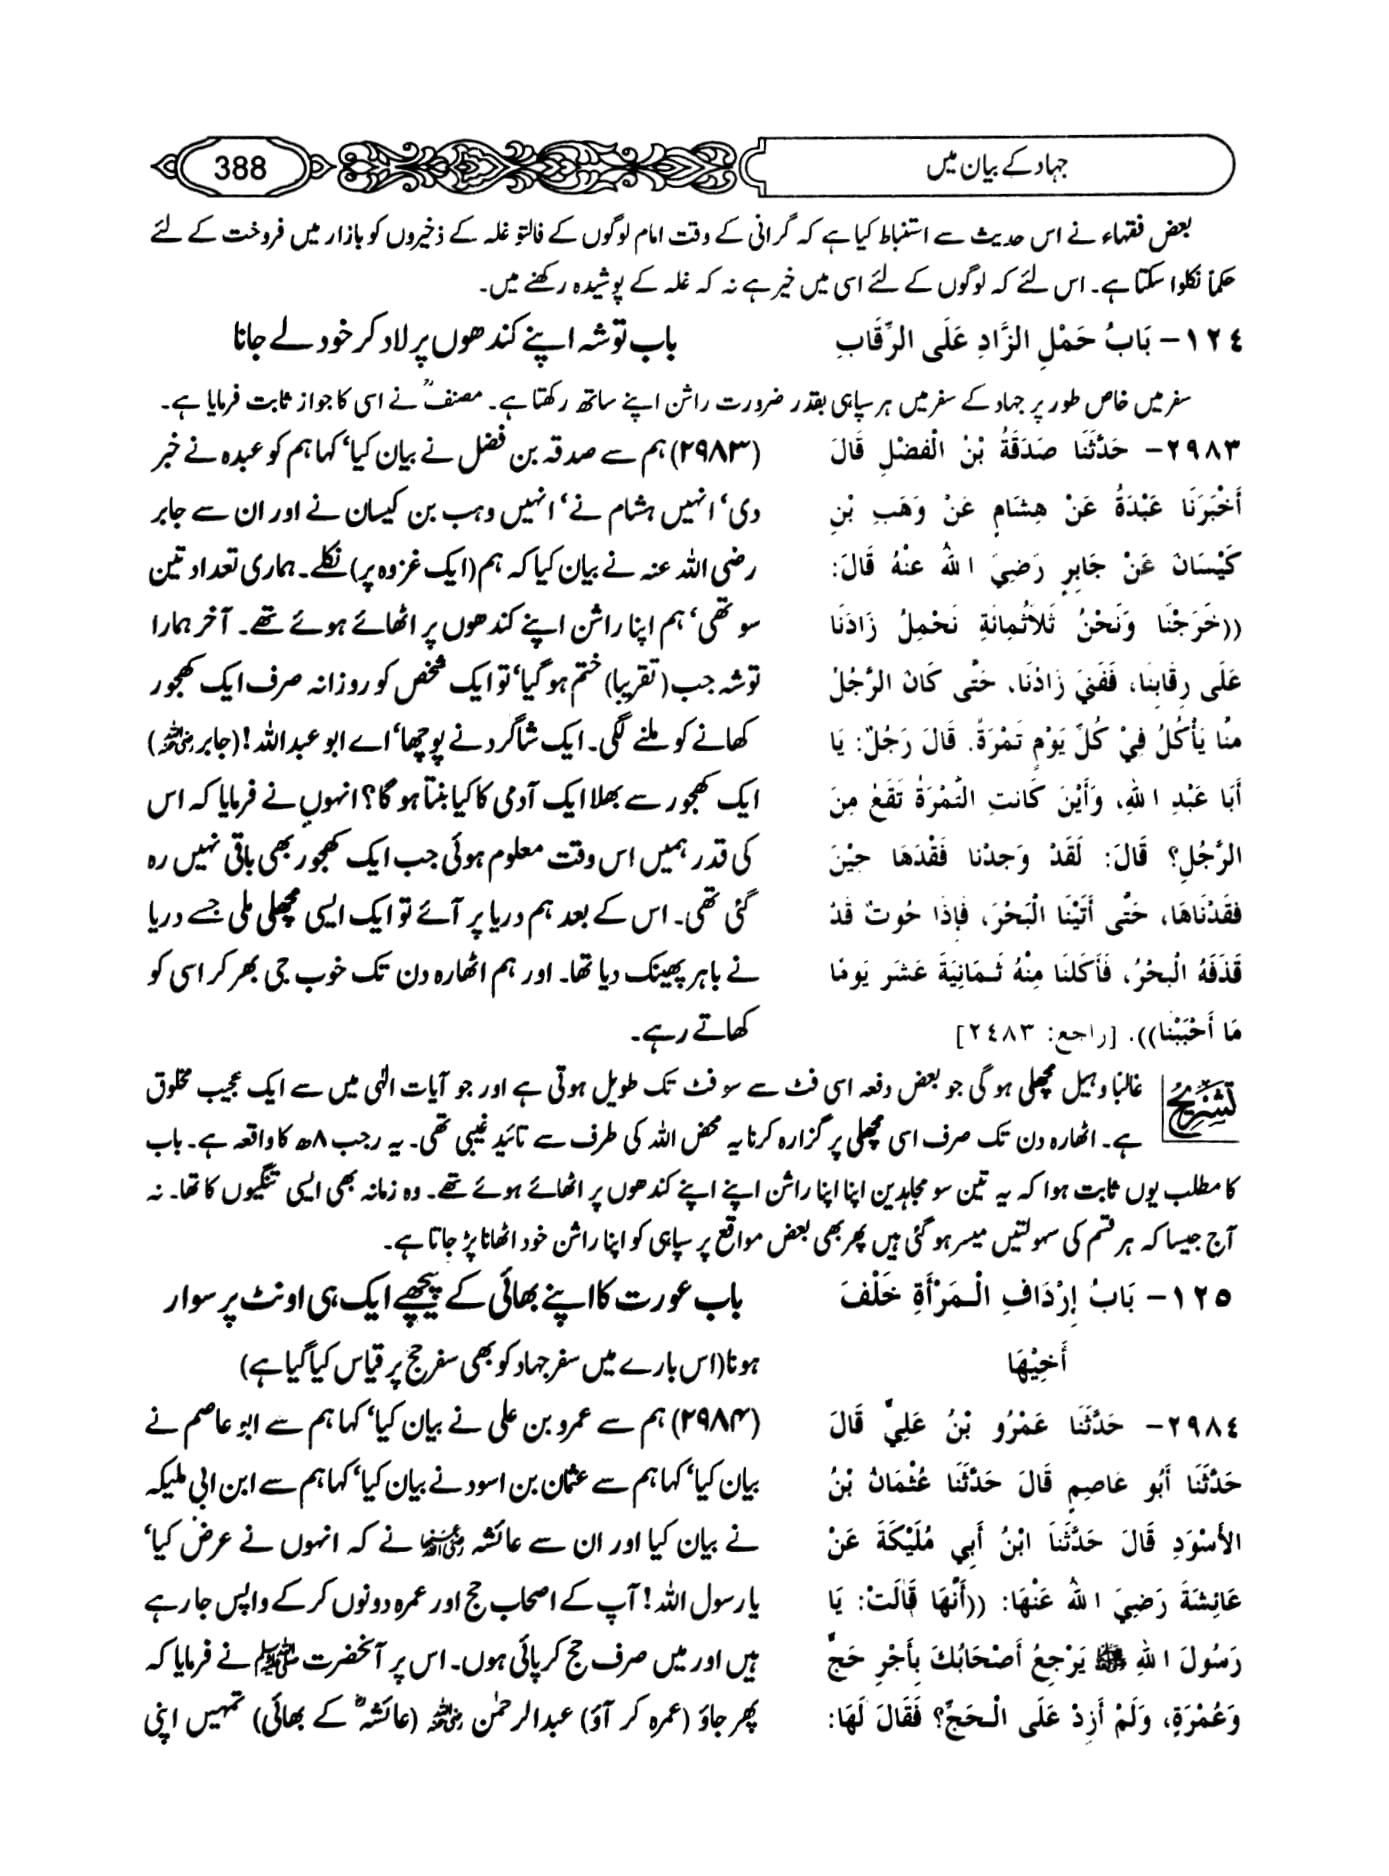 جہاد کے بیان میں
388
بعض فقہاء نے اس حدیث سے استنباط کیا ہے کہ گرانی کے وقت امام لوگوں کے فالتو غلہ کے ذخیروں کو بازار میں فروخت کے لئے
حکماً نکلوا سکتا ہے۔ اس لئے کہ لوگوں کے لئے اسی میں خیر ہے نہ کہ غلہ کے پوشیدہ رکھنے میں۔
١٢٤- بَابُ حَمْلِ الزَّادِ عَلَى الرِّقَابِ
باب توشہ اپنے کندھوں پر لاد کر خود لے جانا
سفر میں خاص طور پر جہاد کے سفر میں ہر سپاہی بقدر ضرورت راشن اپنے ساتھ رکھتا ہے۔ مصنفؒ نے اسی کا جواز ثابت فرمایا ہے۔
٢٩٨٣- حَدَّثَنَا صَدَقَةُ بْنُ الْفَضْلِ قَالَ
أَخْبَرَنَا عَبْدَةُ عَنْ هِشَامٍ عَنْ وَهَبِ بْنِ
كَيْسَانَ عَنْ جَابِرٍ رَضِيَ اللهُ عَنْهُ قَالَ:
((خَرَجْنَا وَنَحْنُ ثَلاَثُمِائَةِ نَحْمِلُ زَادَنَا
عَلَى رِقَابِنَا، فَفَنِيَ زَادُنَا، حَتَّى كَانَ الرَّجُلُ
مِنَّا يَأْكُلُ فِيْ كُلِّ يَوْمٍ تَمْرَةً. قَالَ رَجُلٌ: يَا
أَبَا عَبْدِ اللهِ، وَأَيْنَ كَانَتِ التَّمْرَةُ تَقَعُ مِنَ
الرَّجُلِ؟ قَالَ: لَقَدْ وَجَدْنَا فَقْدَهَا حِيْنَ
فَقَدْنَاهَا، حَتَّى أَتَيْنَا الْبَحْرَ، فَإِذَا حُوتٌ قَدْ
قَذَفَهُ الْبَحْرُ، فَأَكَلْنَا مِنْهُ ثَمَانِيَةَ عَشَرَ يَومًا
مَا أَحْبَبْنَا)). [راجع: ٢٤٨٣]
(۲۹۸۳) ہم سے صدقہ بن فضل نے بیان کیا، کہا ہم کو عبدہ نے خبر
دی، انہیں ہشام نے، انہیں وہب بن کیسان نے اور ان سے جابر
رضی اللہ عنہ نے بیان کیا کہ ہم (ایک غزوہ پر) نکلے۔ ہماری تعداد تین
سو تھی، ہم اپنا راشن اپنے کندھوں پر اٹھائے ہوئے تھے۔ آخر ہمارا
توشہ جب (تقریباً) ختم ہو گیا، تو ایک شخص کو روزانہ صرف ایک کھجور
کھانے کو ملنے لگی۔ ایک شاگرد نے پوچھا، اے ابو عبداللہ! (جابر رضی اللہ عنہ)
ایک کھجور سے بھلا ایک آدمی کا کیا بنتا ہو گا؟ انہوں نے فرمایا کہ اس
کی قدر ہمیں اس وقت معلوم ہوئی جب ایک کھجور بھی باقی نہیں رہ
گئی تھی۔ اس کے بعد ہم دریا پر آئے تو ایک ایسی مچھلی ملی جسے دریا
نے باہر پھینک دیا تھا۔ اور ہم اٹھارہ دن تک خوب جی بھر کر اسی کو
کھاتے رہے۔
تشریح غالباً وہیل مچھلی ہو گی جو بعض دفعہ اسی فٹ سے سو فٹ تک طویل ہوتی ہے اور جو آیات الٰہی میں سے ایک عجیب مخلوق
ہے۔ اٹھارہ دن تک صرف اسی مچھلی پر گزارہ کرنا یہ محض اللہ کی طرف سے تائید غیبی تھی۔ یہ رجب ۸ھ کا واقعہ ہے۔ باب
کا مطلب یوں ثابت ہوا کہ یہ تین سو مجاہدین اپنا اپنا راشن اپنے اپنے کندھوں پر اٹھائے ہوئے تھے۔ وہ زمانہ بھی ایسی تنگیوں کا تھا۔ نہ
آج جیسا کہ ہر قسم کی سہولتیں میسر ہو گئی ہیں پھر بھی بعض مواقع پر سپاہی کو اپنا راشن خود اٹھانا پڑ جاتا ہے۔
١٢٥- بَابُ إِرْدَافِ الْمَرْأَةِ خَلْفَ
أَخِيْهَا
باب عورت کا اپنے بھائی کے پیچھے ایک ہی اونٹ پر سوار
ہونا (اس بارے میں سفر جہاد کو بھی سفر حج پر قیاس کیا گیا ہے)
٢٩٨٤- حَدَّثَنَا عَمْرُو بْنُ عَلِيٍّ قَالَ
حَدَّثَنَا أَبُو عَاصِمٍ قَالَ حَدَّثَنَا عُثْمَانُ بْنُ
الأَسْوَدِ قَالَ حَدَّثَنَا ابْنُ أَبِي مُلَيْكَةَ عَنْ
عَائِشَةَ رَضِيَ اللهُ عَنْهَا: ((أَنَّهَا قَالَتْ: يَا
رَسُولَ اللهِ ﷺ يَرْجِعُ أَصْحَابُكَ بِأَجْرِ حَجٍّ
وَعُمْرَةٍ، وَلَمْ أَزِدْ عَلَى الْحَجِّ؟ فَقَالَ لَهَا:
(۲۹۸۴) ہم سے عمرو بن علی نے بیان کیا، کہا ہم سے ابو عاصم نے
بیان کیا، کہا ہم سے عثمان بن اسود نے بیان کیا، کہا ہم سے ابن ابی ملیکہ
نے بیان کیا اور ان سے عائشہ رضی اللہ عنہا نے کہ انہوں نے عرض کیا،
یا رسول اللہ! آپ کے اصحاب حج اور عمرہ دونوں کر کے واپس جا رہے
ہیں اور میں صرف حج کر پائی ہوں۔ اس پر آنحضرت ﷺ نے فرمایا کہ
پھر جاؤ (عمرہ کر آؤ) عبدالرحمٰن رضی اللہ عنہ (عائشہؓ کے بھائی) تمہیں اپنی